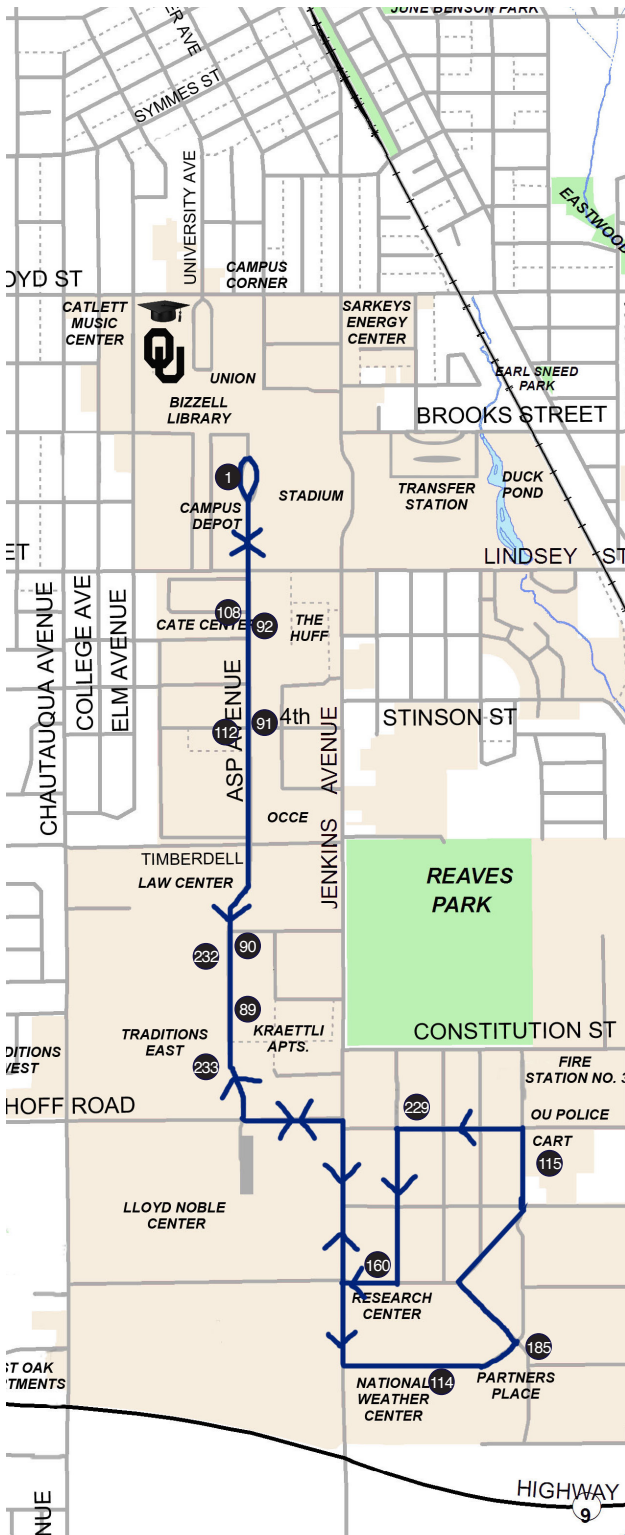 JUNE BENSON PARK
ER AVE
SYMMES ST
UNIVERSITY AVE
EASTWOOD
CAMPUS
CORNER
OYD ST
CATLETT
MUSIC
CENTER
OU
SARKEYS
ENERGY
CENTER
UNION
EARL SNEED
PARK
BIZZELL
LIBRARY
BROOKS STREET
1
STADIUM
TRANSFER
STATION
DUCK
POND
CAMPUS
DEPOT
ET
LINDSEY ST
CHAUTAUQUA AVENUE
COLLEGE AVE
ELM AVENUE
108
CATE CENTER
92
THE
HUFF
ASP AVENUE
112
91
4th
STINSON ST
JENKINS AVENUE
OCCE
TIMBERDELL
LAW CENTER
REAVES
PARK
90
232
89
TRADITIONS
EAST
KRAETTLI
APTS.
CONSTITUTION ST
DITIONS
WEST
233
FIRE
STATION NO. 3
HOFF ROAD
229
OU POLICE
CART
115
LLOYD NOBLE
CENTER
160
RESEARCH
CENTER
185
ST OAK
RTMENTS
NATIONAL
WEATHER
CENTER
114
PARTNERS
PLACE
HIGHWAY
9
NUE